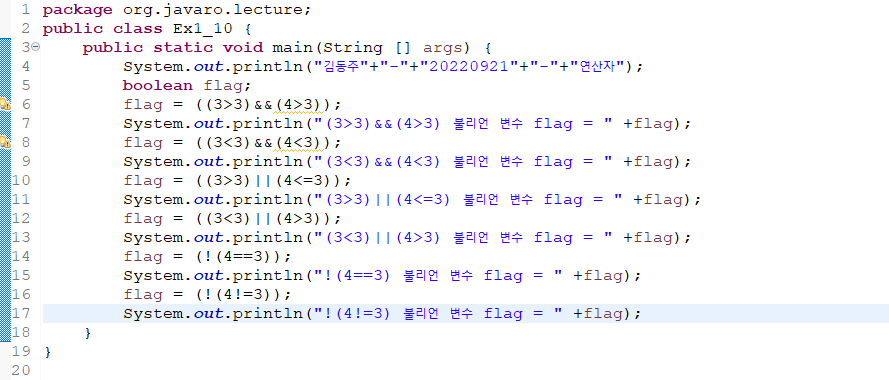 1 package org.javaro.lecture;
2 public class Ex1_10 {
3 public static void main(String [] args) {
4 System.out.println("김동주"+"-"+"20220921"+"-"+"연산자");
5 boolean flag;
6 flag = ((3>3)&&(4>3));
7 System.out.println("(3>3)&&(4>3) 불리언 변수 flag = " +flag);
8 flag = ((3<3)&&(4<3));
9 System.out.println("(3<3)&&(4<3) 불리언 변수 flag = " +flag);
10 flag = ((3>3)||(4<=3));
11 System.out.println("(3>3)||(4<=3) 불리언 변수 flag = " +flag);
12 flag = ((3<3)||(4>3));
13 System.out.println("(3<3)||(4>3) 불리언 변수 flag = " +flag);
14 flag = (!(4==3));
15 System.out.println("!(4==3) 불리언 변수 flag = " +flag);
16 flag = (!(4!=3));
17 System.out.println("!(4!=3) 불리언 변수 flag = " +flag);
18 }
19 }
20